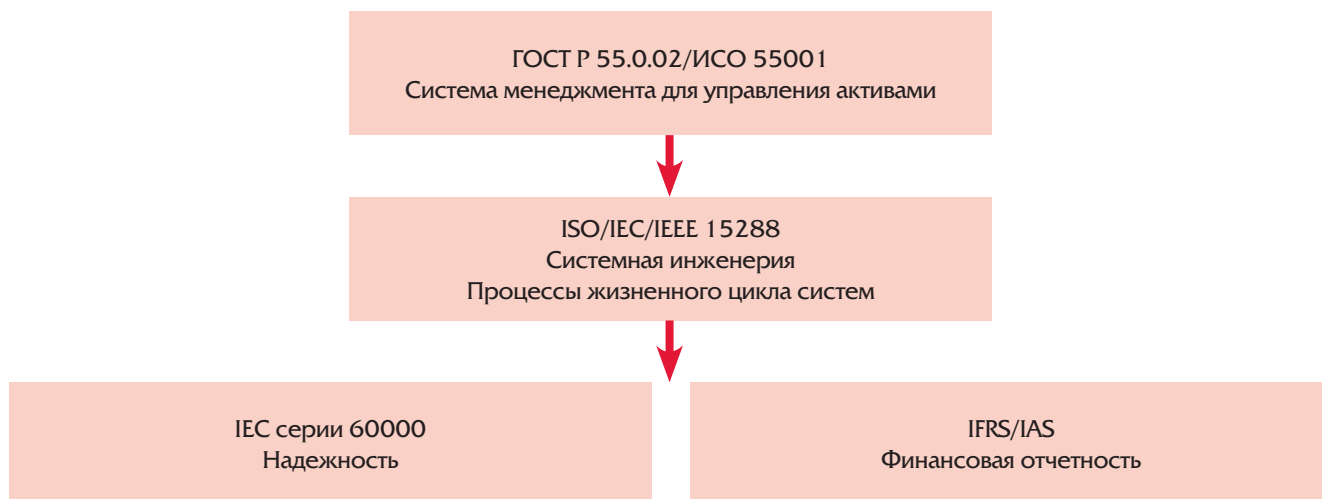 ГОСТ Р 55.0.02/ИСО 55001
Система менеджмента для управления активами
ISO/IEC/IEEE 15288
Системная инженерия
Процессы жизненного цикла систем
IEC серии 60000
Надежность
IFRS/IAS
Финансовая отчетность